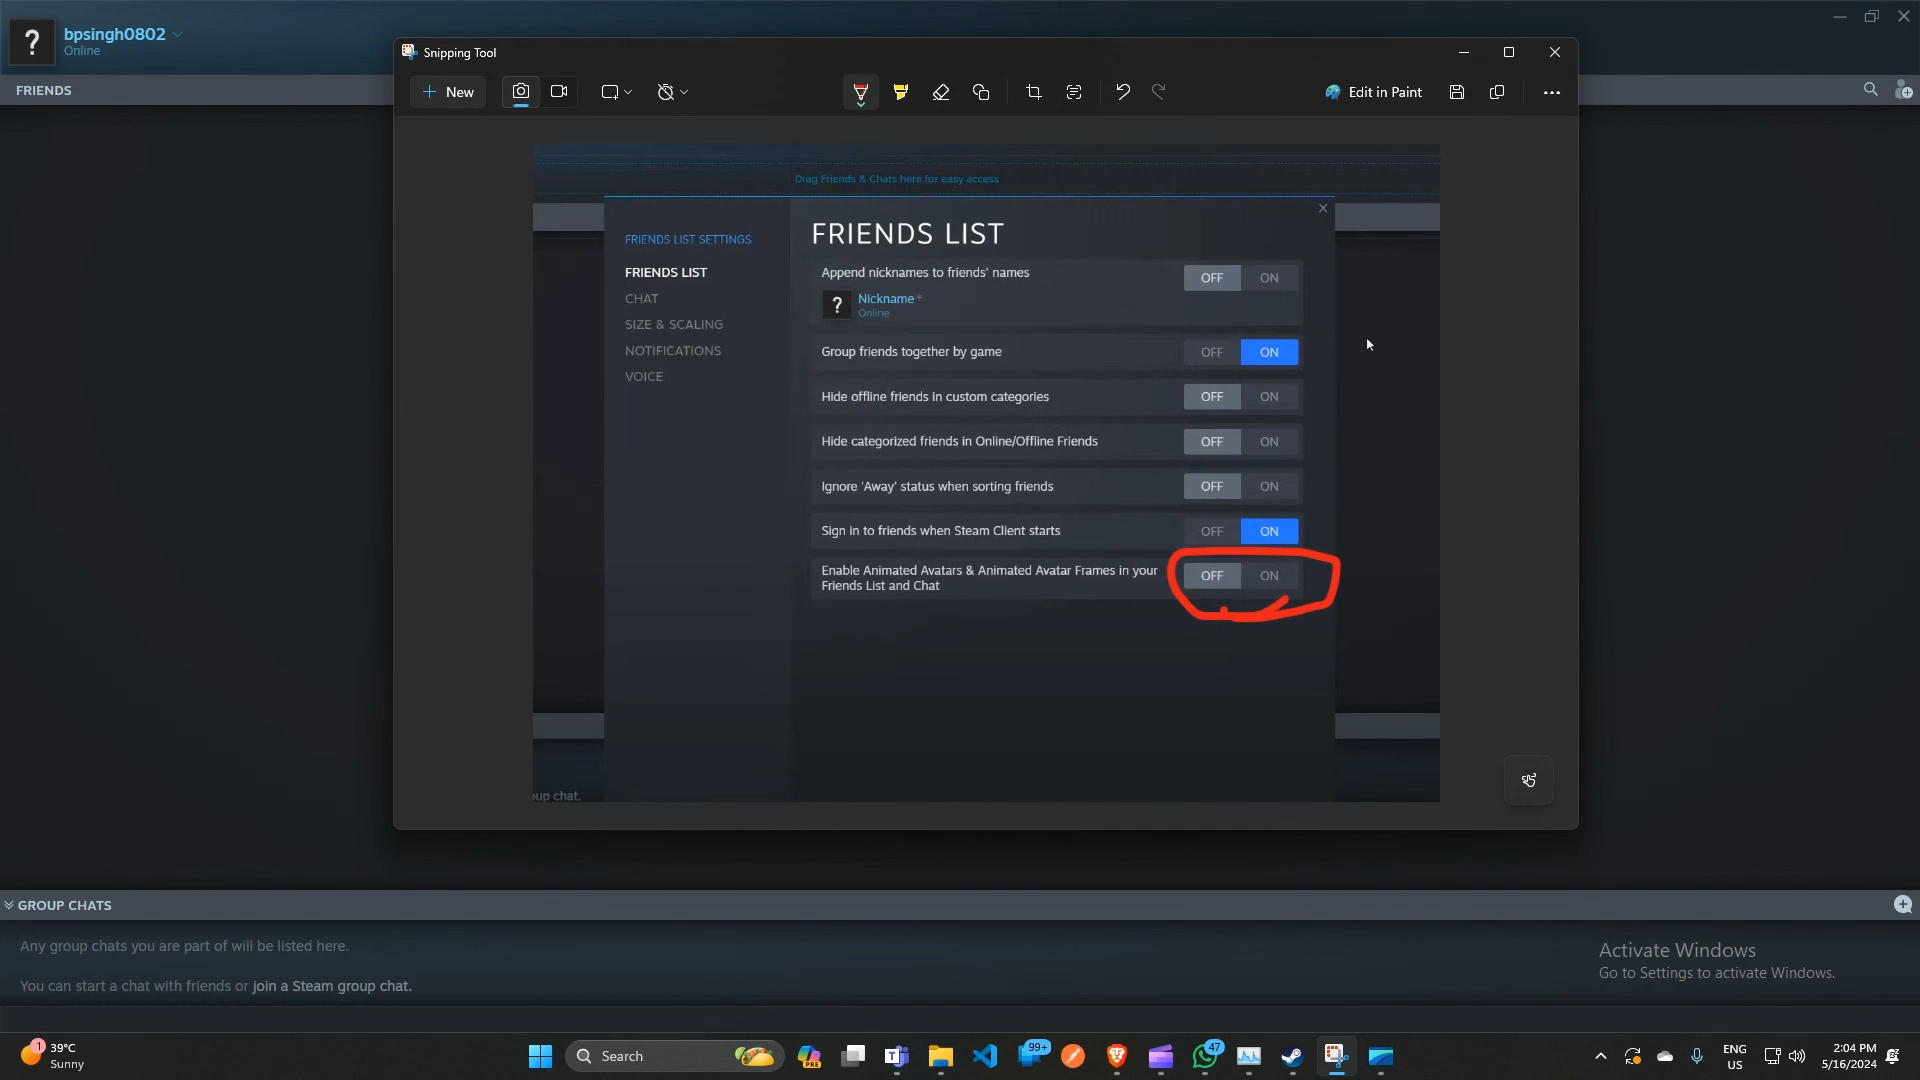 bpsingh0802
Online
FRIENDS
Snipping Tool
New
Edit in Paint
Drag Friends & Chats here for easy access
FRIENDS LIST SETTINGS
FRIENDS LIST
CHAT
SIZE & SCALING
NOTIFICATIONS
VOICE
FRIENDS LIST
Append nicknames to friends' names
OFF ON
? Nickname *
Online
Group friends together by game
OFF ON
Hide offline friends in custom categories
OFF ON
Hide categorized friends in Online/Offline Friends
OFF ON
Ignore 'Away' status when sorting friends
OFF ON
Sign in to friends when Steam Client starts
OFF ON
Enable Animated Avatars & Animated Avatar Frames in your
Friends List and Chat
OFF ON
up chat.
GROUP CHATS
Any group chats you are part of will be listed here.
You can start a chat with friends or join a Steam group chat.
Activate Windows
Go to Settings to activate Windows.
1
39°C
Sunny
Search
PRE
99+
47
ENG
US
2:04 PM
5/16/2024